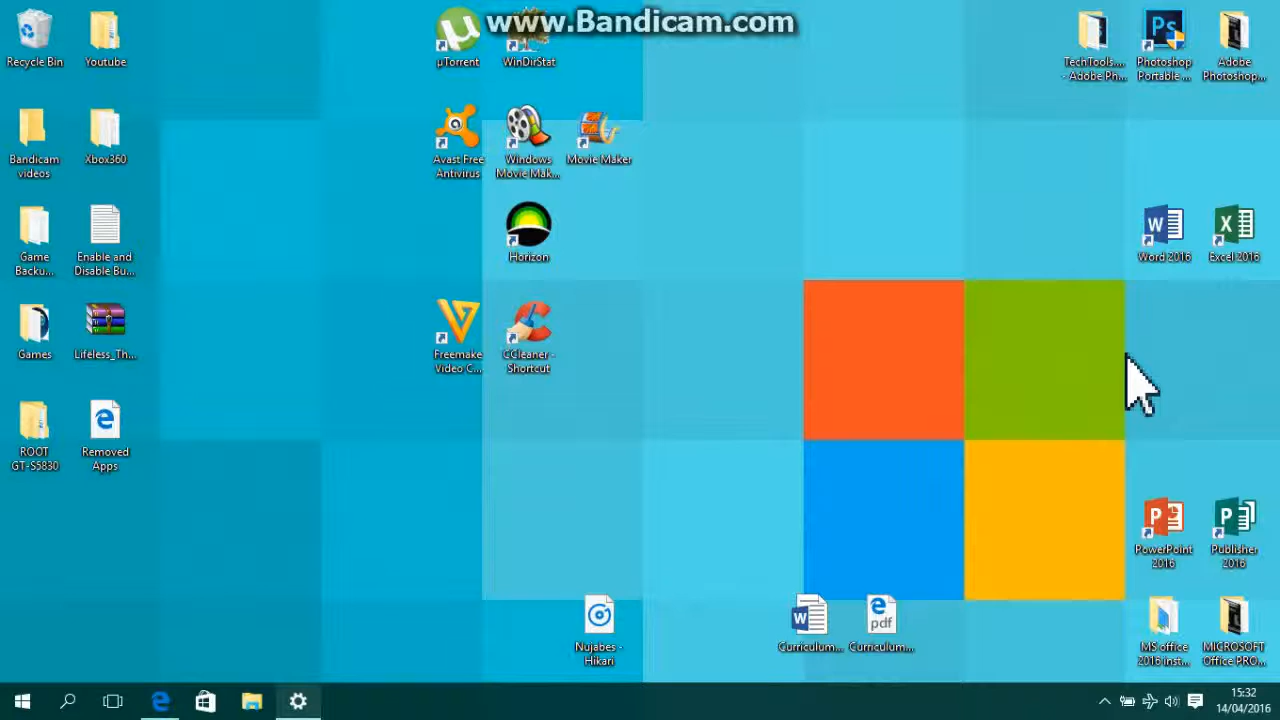 www.Bandicam.com
Recycle Bin
Youtube
µTorrent
WinDirStat
TechTools....
- Adobe Ph...
Photoshop
Portable ...
Adobe
Photoshop...
Bandicam
videos
Xbox360
Avast Free
Antivirus
Windows
Movie Mak...
Movie Maker
Game
Backu...
Enable and
Disable Bu...
Horizon
Word 2016
Excel 2016
Games
Lifeless_Th...
Freemake
Video C...
CCleaner -
Shortcut
ROOT
GT-S5830
Removed
Apps
PowerPoint
2016
Publisher
2016
Nujabes -
Hikari
Curriculum...
pdf
Curriculum...
MS office
2016 inst...
MICROSOFT
Office PRO...
15:32
14/04/2016